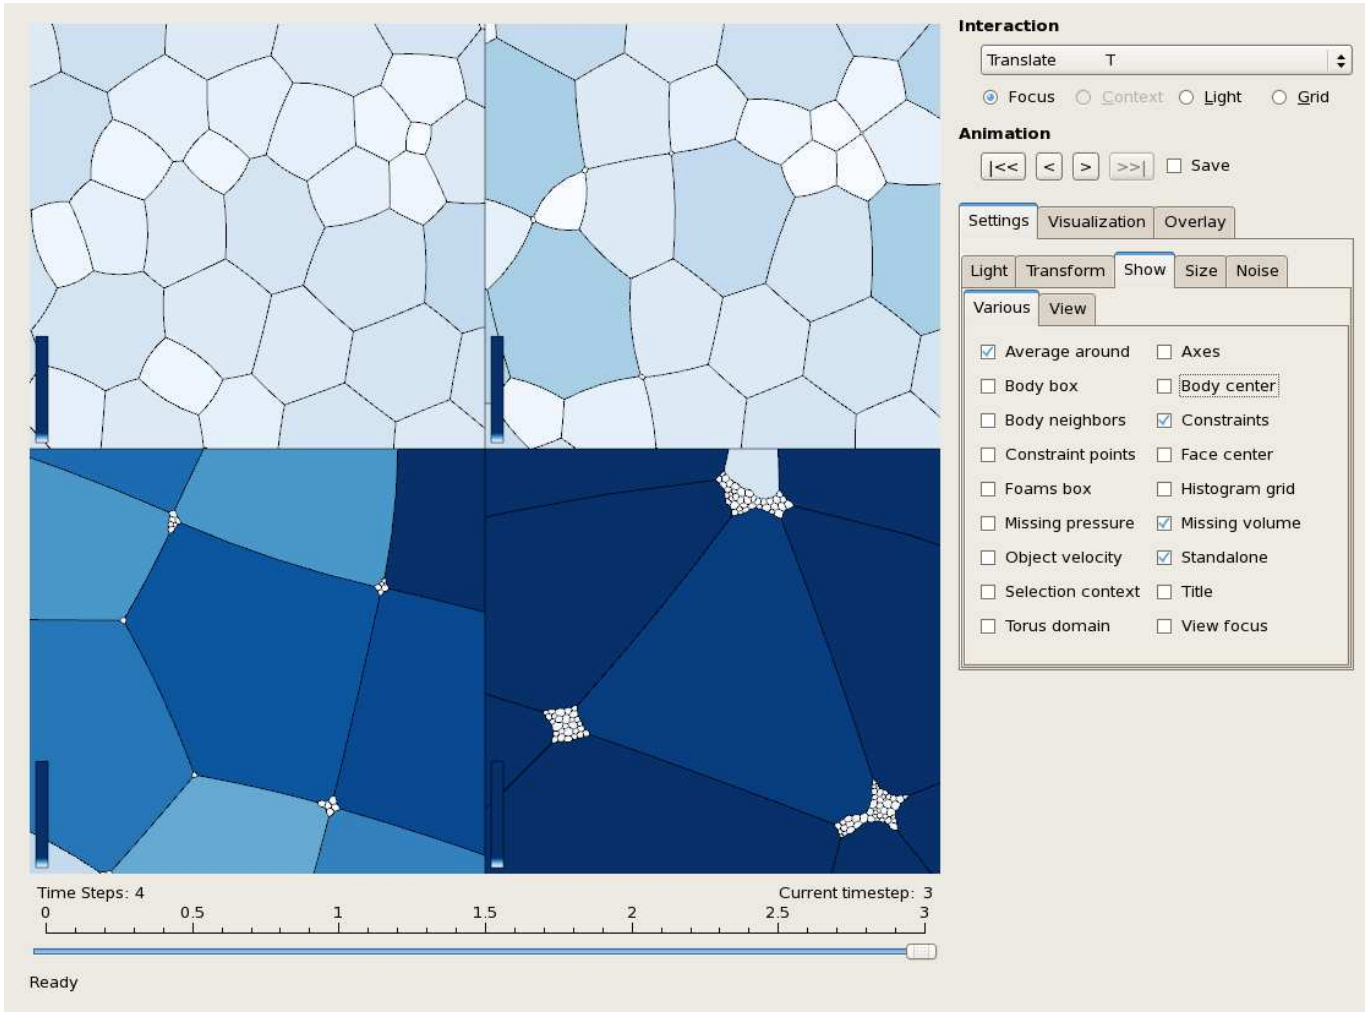 Interaction
Translate T
Focus Context Light Grid
Animation
|<< < > >>| Save
Settings Visualization Overlay
Light Transform Show Size Noise
Various View
Average around Axes
Body box Body center
Body neighbors Constraints
Constraint points Face center
Foams box Histogram grid
Missing pressure Missing volume
Object velocity Standalone
Selection context Title
Torus domain View focus
Time Steps: 4 Current timestep: 3
0 0.5 1 1.5 2 2.5 3
Ready